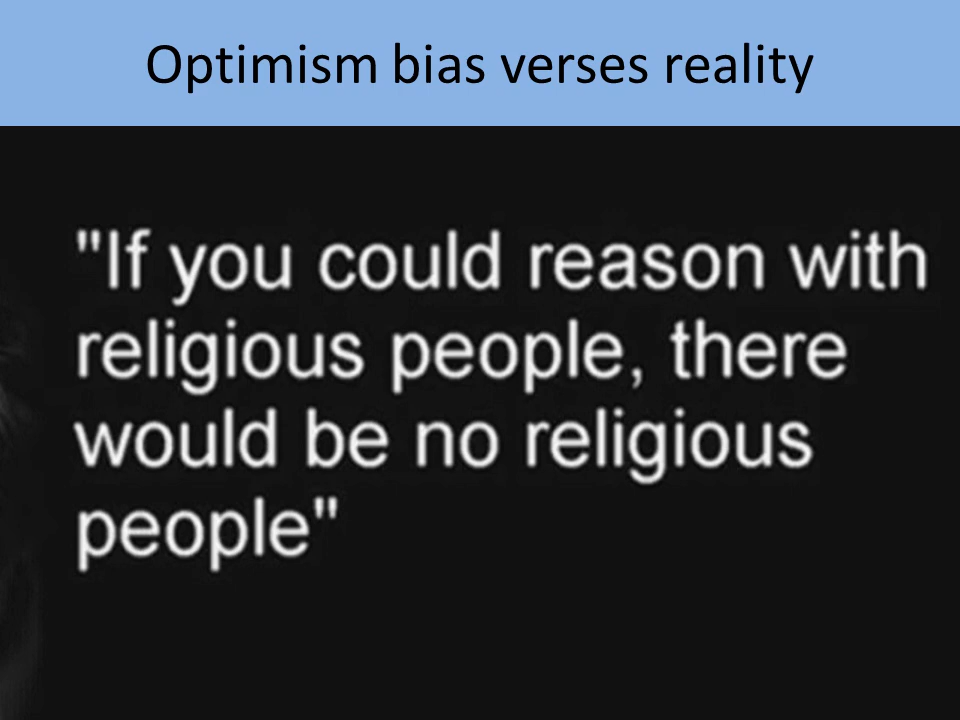 Optimism bias verses reality
"If you could reason with
religious people, there
would be no religious
people"